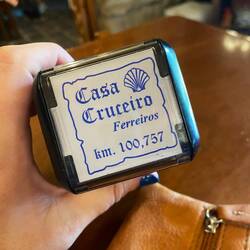 Casa
Cruceiro
Ferreiros
km. 100,757